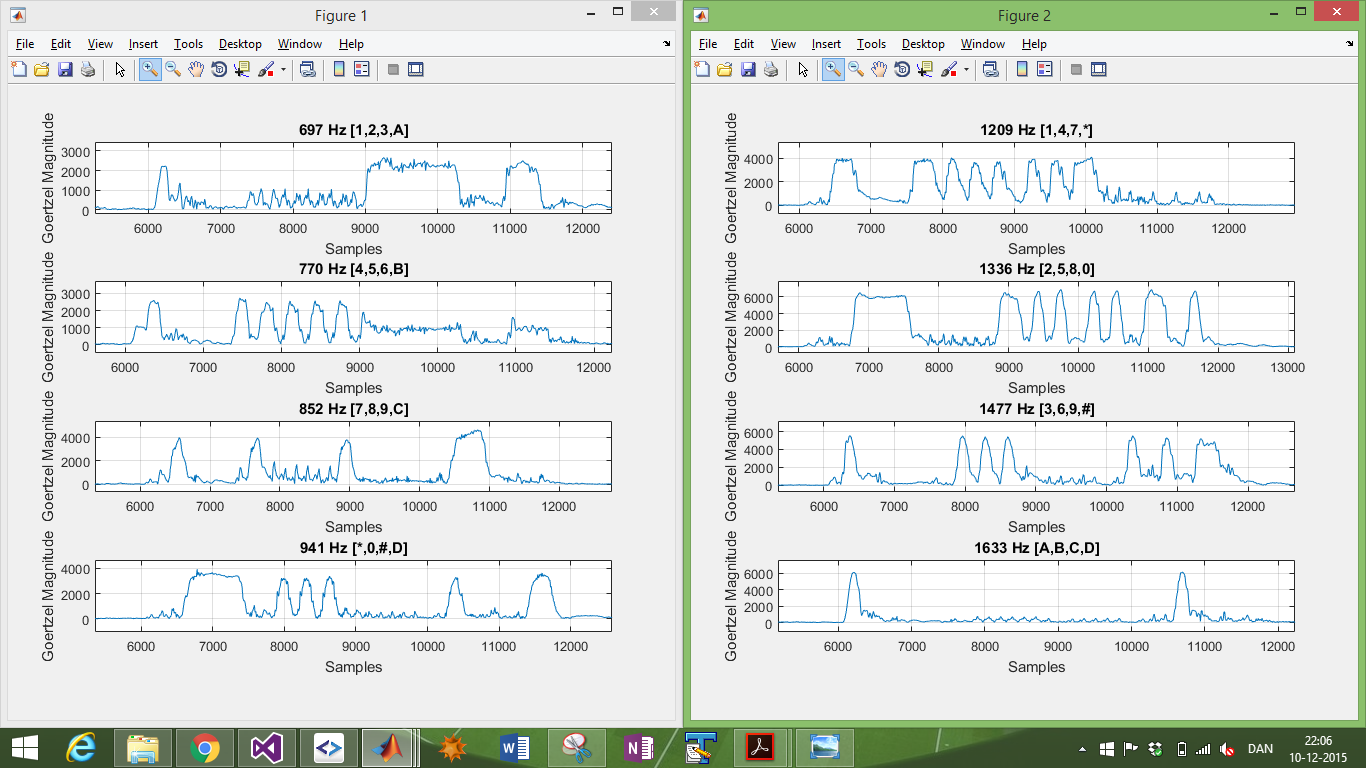 Figure 1
File Edit View Insert Tools Desktop Window Help
697 Hz [1,2,3,A]
Goertzel Magnitude
3000
2000
1000
0
6000 7000 8000 9000 10000 11000 12000
Samples
770 Hz [4,5,6,B]
Goertzel Magnitude
3000
2000
1000
0
6000 7000 8000 9000 10000 11000 12000
Samples
852 Hz [7,8,9,C]
Goertzel Magnitude
4000
2000
0
6000 7000 8000 9000 10000 11000 12000
Samples
941 Hz [*,0,#,D]
Goertzel Magnitude
4000
2000
0
6000 7000 8000 9000 10000 11000 12000
Samples
Figure 2
File Edit View Insert Tools Desktop Window Help
1209 Hz [1,4,7,*]
Goertzel Magnitude
4000
2000
0
6000 7000 8000 9000 10000 11000 12000
Samples
1336 Hz [2,5,8,0]
Goertzel Magnitude
6000
4000
2000
0
6000 7000 8000 9000 10000 11000 12000 13000
Samples
1477 Hz [3,6,9,#]
Goertzel Magnitude
6000
4000
2000
0
6000 7000 8000 9000 10000 11000 12000
Samples
1633 Hz [A,B,C,D]
Goertzel Magnitude
6000
4000
2000
0
6000 7000 8000 9000 10000 11000 12000
Samples
DAN
22:06
10-12-2015